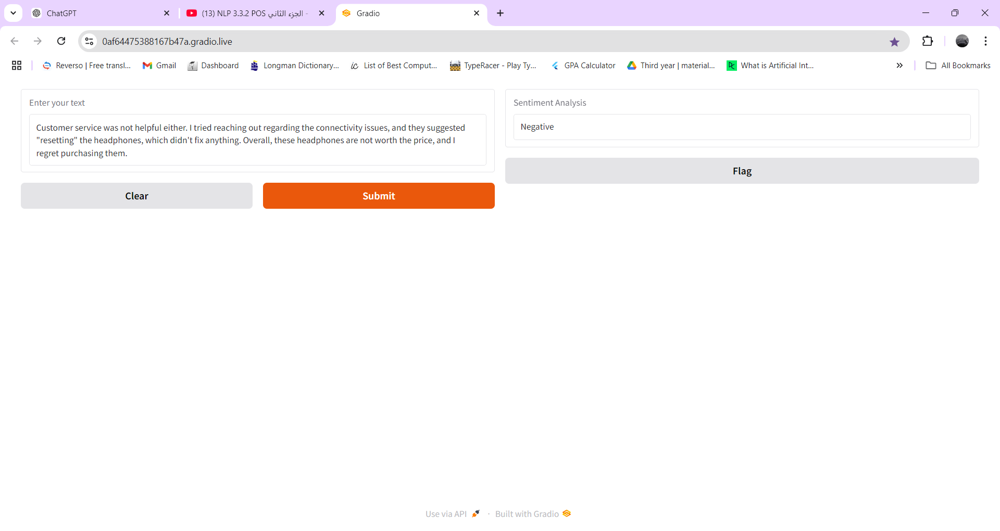 ChatGPT
(13) NLP 3.3.2 POS الجزء الثاني -
Gradio
0af64475388167b47a.gradio.live
Reverso | Free transl...
Gmail
Dashboard
Longman Dictionary...
List of Best Comput...
TypeRacer - Play Ty...
GPA Calculator
Third year | material...
What is Artificial Int...
All Bookmarks
Enter your text
Customer service was not helpful either. I tried reaching out regarding the connectivity issues, and they suggested
"resetting" the headphones, which didn't fix anything. Overall, these headphones are not worth the price, and I
regret purchasing them.
Clear
Submit
Sentiment Analysis
Negative
Flag
Use via API
· Built with Gradio